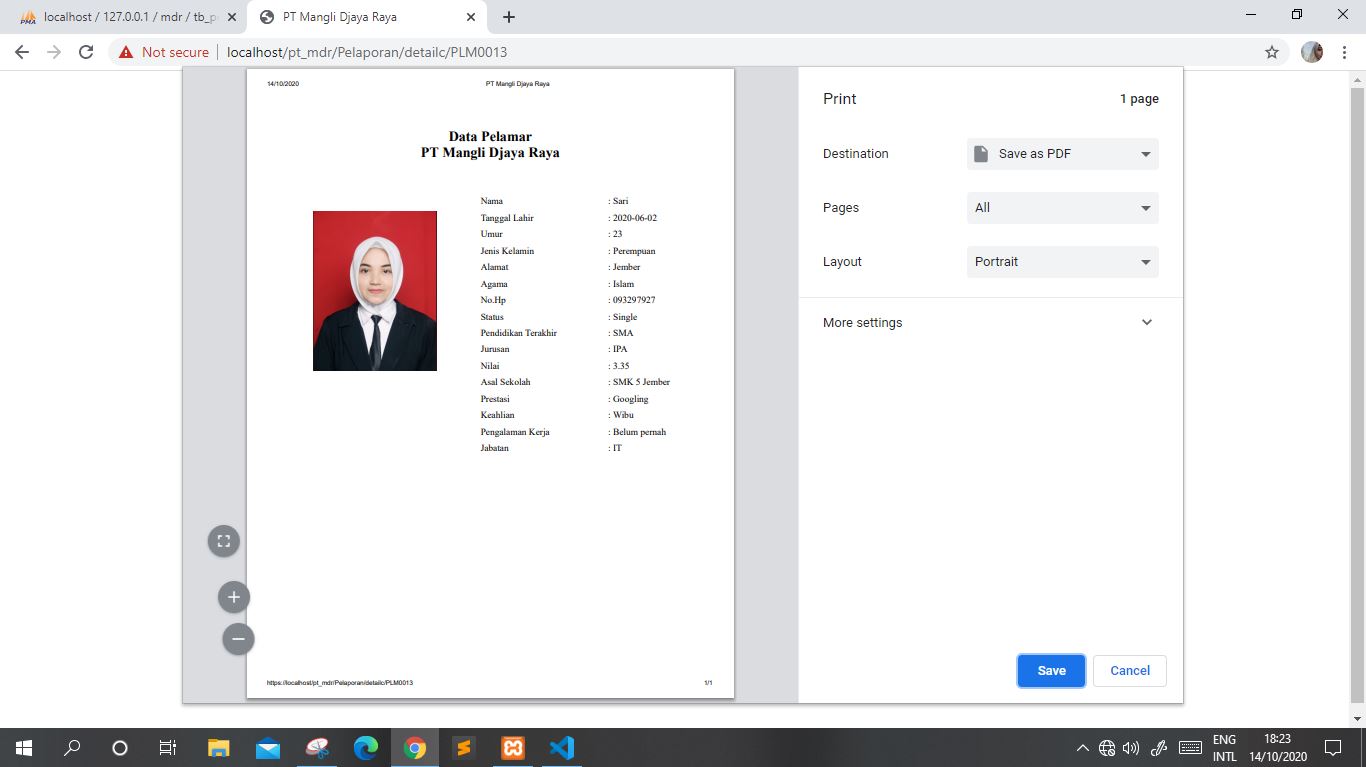 localhost / 127.0.0.1 / mdr / tb_p
PT Mangli Djaya Raya
Not secure
localhost/pt_mdr/Pelaporan/detailc/PLM0013
14/10/2020
PT Mangli Djaya Raya
Data Pelamar
PT Mangli Djaya Raya
Nama : Sari
Tanggal Lahir : 2020-06-02
Umur : 23
Jenis Kelamin : Perempuan
Alamat : Jember
Agama : Islam
No.Hp : 093297927
Status : Single
Pendidikan Terakhir : SMA
Jurusan : IPA
Nilai : 3.35
Asal Sekolah : SMK 5 Jember
Prestasi : Googling
Keahlian : Wibu
Pengalaman Kerja : Belum pernah
Jabatan : IT
https://localhost/pt_mdr/Pelaporan/detailc/PLM0013
1/1
Print
1 page
Destination
Save as PDF
Pages
All
Layout
Portrait
More settings
Save
Cancel
ENG
INTL
18:23
14/10/2020